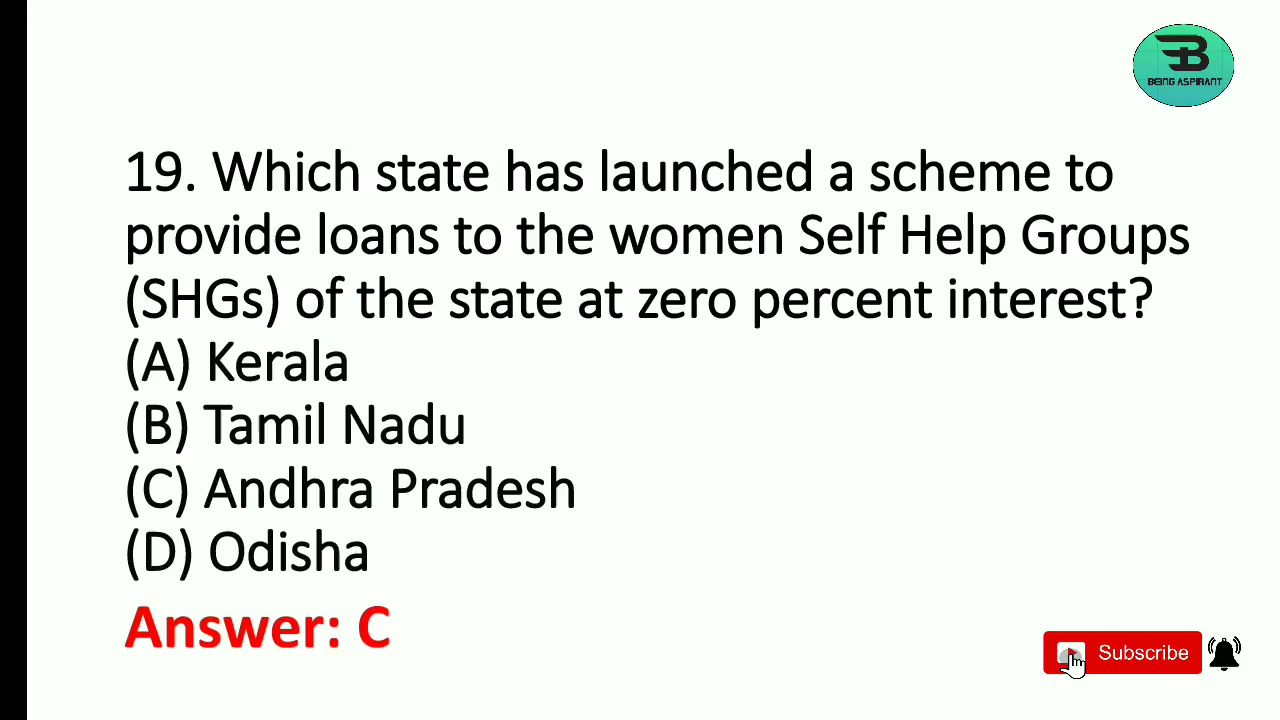 BEING ASPIRANT
19. Which state has launched a scheme to
provide loans to the women Self Help Groups
(SHGs) of the state at zero percent interest?
(A) Kerala
(B) Tamil Nadu
(C) Andhra Pradesh
(D) Odisha
Answer: C
Subscribe